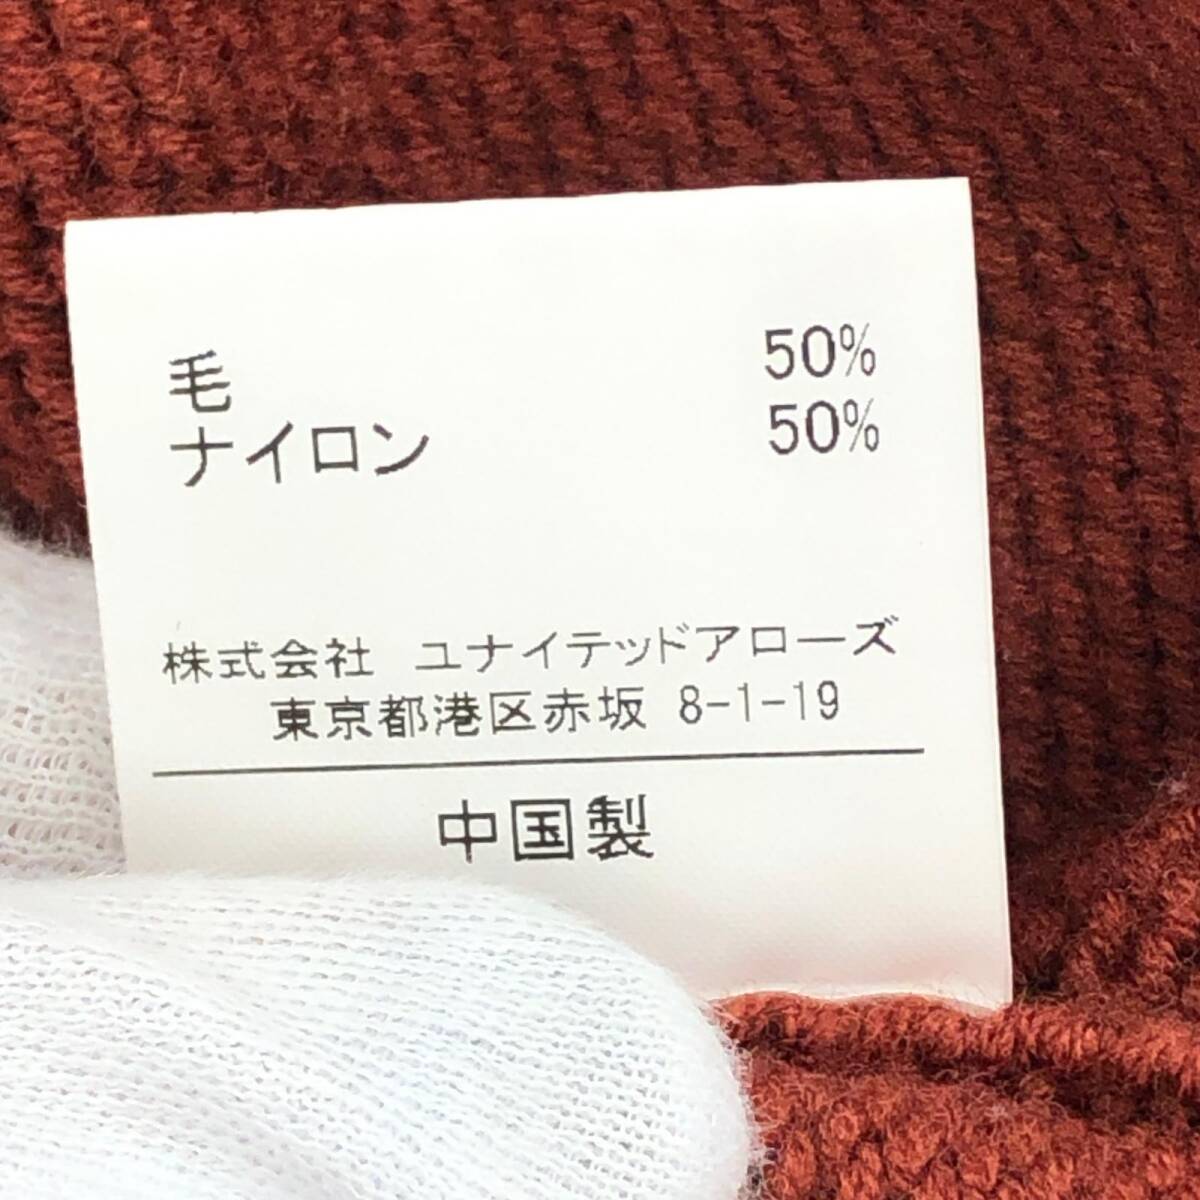 毛 50%
ナイロン 50%
株式会社 ユナイテッドアローズ
東京都港区赤坂 8-1-19
中国製